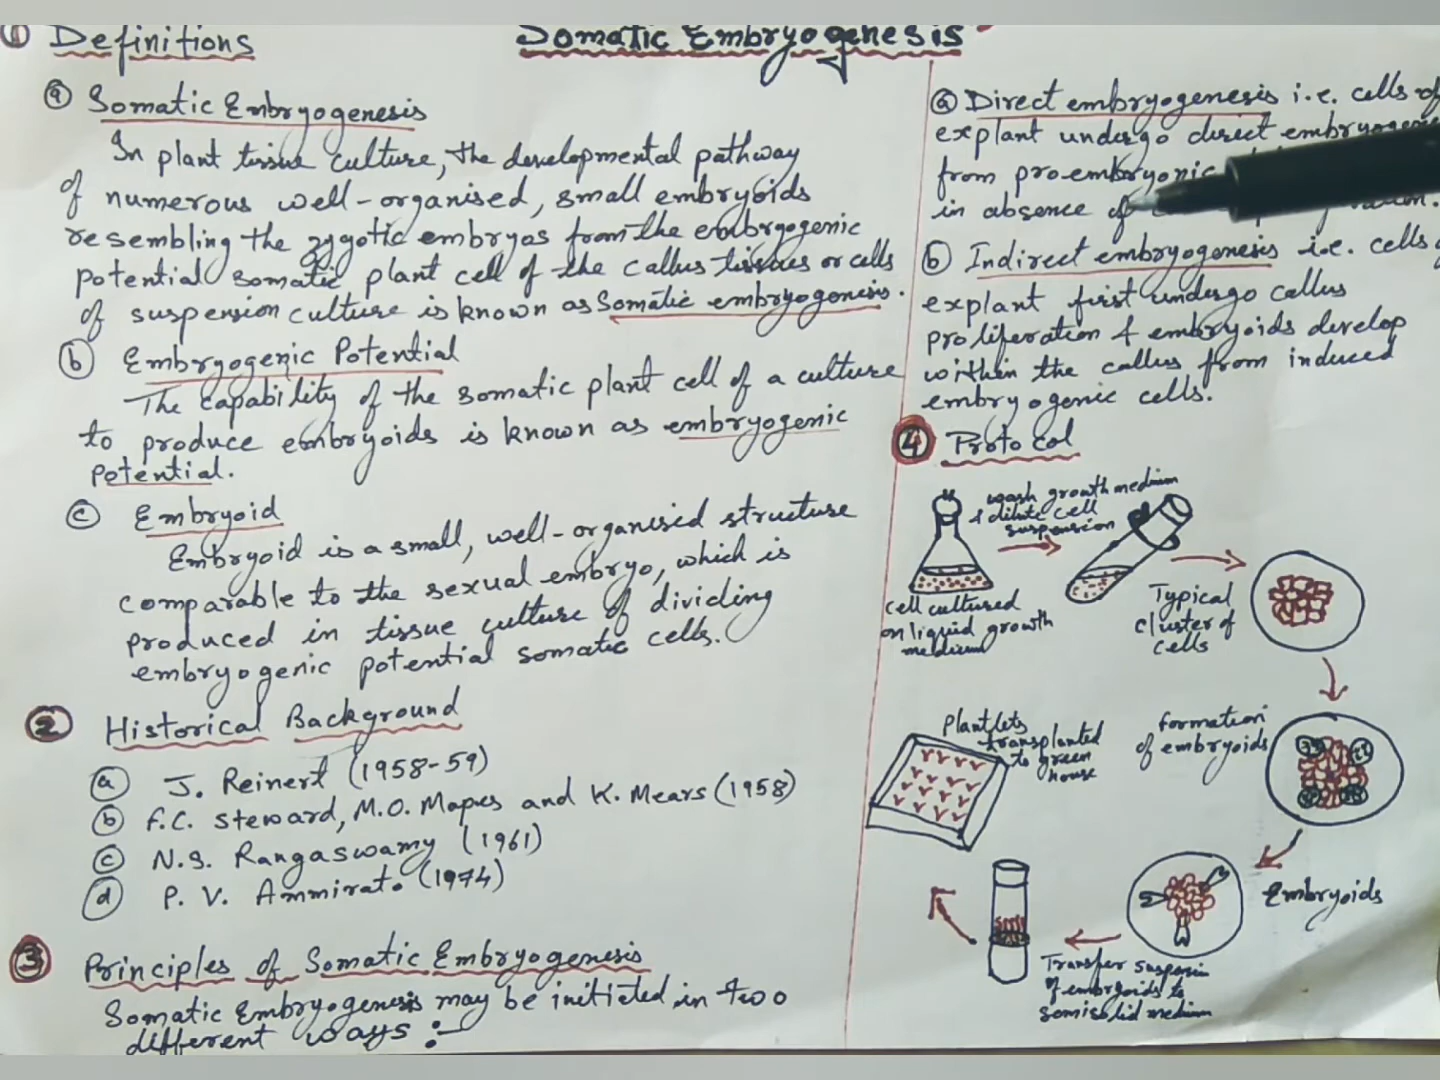 Somatic Embryogenesis
① Definitions
ⓐ Somatic Embryogenesis
In plant tissue culture, the developmental pathway
of numerous well-organised, small embryoids
resembling the zygotic embryos from the embryogenic
potential somatic plant cell of the callus tissues or cells
of suspension culture is known as Somatic embryogenesis.
ⓑ Embryogenic Potential
The capability of the somatic plant cell of a culture
to produce embryoids is known as embryogenic
potential.
ⓒ Embryoid
Embryoid is a small, well-organised structure
comparable to the sexual embryo, which is
produced in tissue culture of dividing
embryogenic potential somatic cells.
② Historical Background
ⓐ J. Reinert (1958-59)
ⓑ F.C. Steward, M.O. Mapes and K. Mears (1958)
ⓒ N.S. Rangaswamy (1961)
ⓓ P. V. Ammirato (1974)
③ Principles of Somatic Embryogenesis
Somatic Embryogenesis may be initiated in two
different ways :-
ⓐ Direct embryogenesis i.e. cells of
explant undergo direct
from pro-embryonic
in absence of
ⓑ Indirect embryogenesis i.e. cells
explant first undergo callus
proliferation & embryoids develop
within the callus from induced
embryogenic cells.
④ Protocol
wash growth medium
& dilute cell
suspension
cell cultured
on liquid growth
medium
Typical
cluster of
cells
formation
of embryoids
Plantlets
transplanted
to green
house
Embryoids
Transfer
of embryoids to
semisolid medium